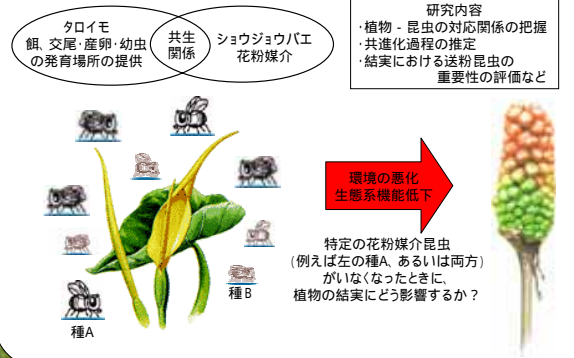 タロイモ
餌、交尾・産卵・幼虫
の発育場所の提供
共生
関係
ショウジョウバエ
花粉媒介
研究内容
・植物 - 昆虫の対応関係の把握
・共進化過程の推定
・結実における送粉昆虫の
重要性の評価など
環境の悪化
生態系機能低下
特定の花粉媒介昆虫
(例えば左の種A、あるいは両方)
がいなくなったときに、
植物の結実にどう影響するか？
種B
種A